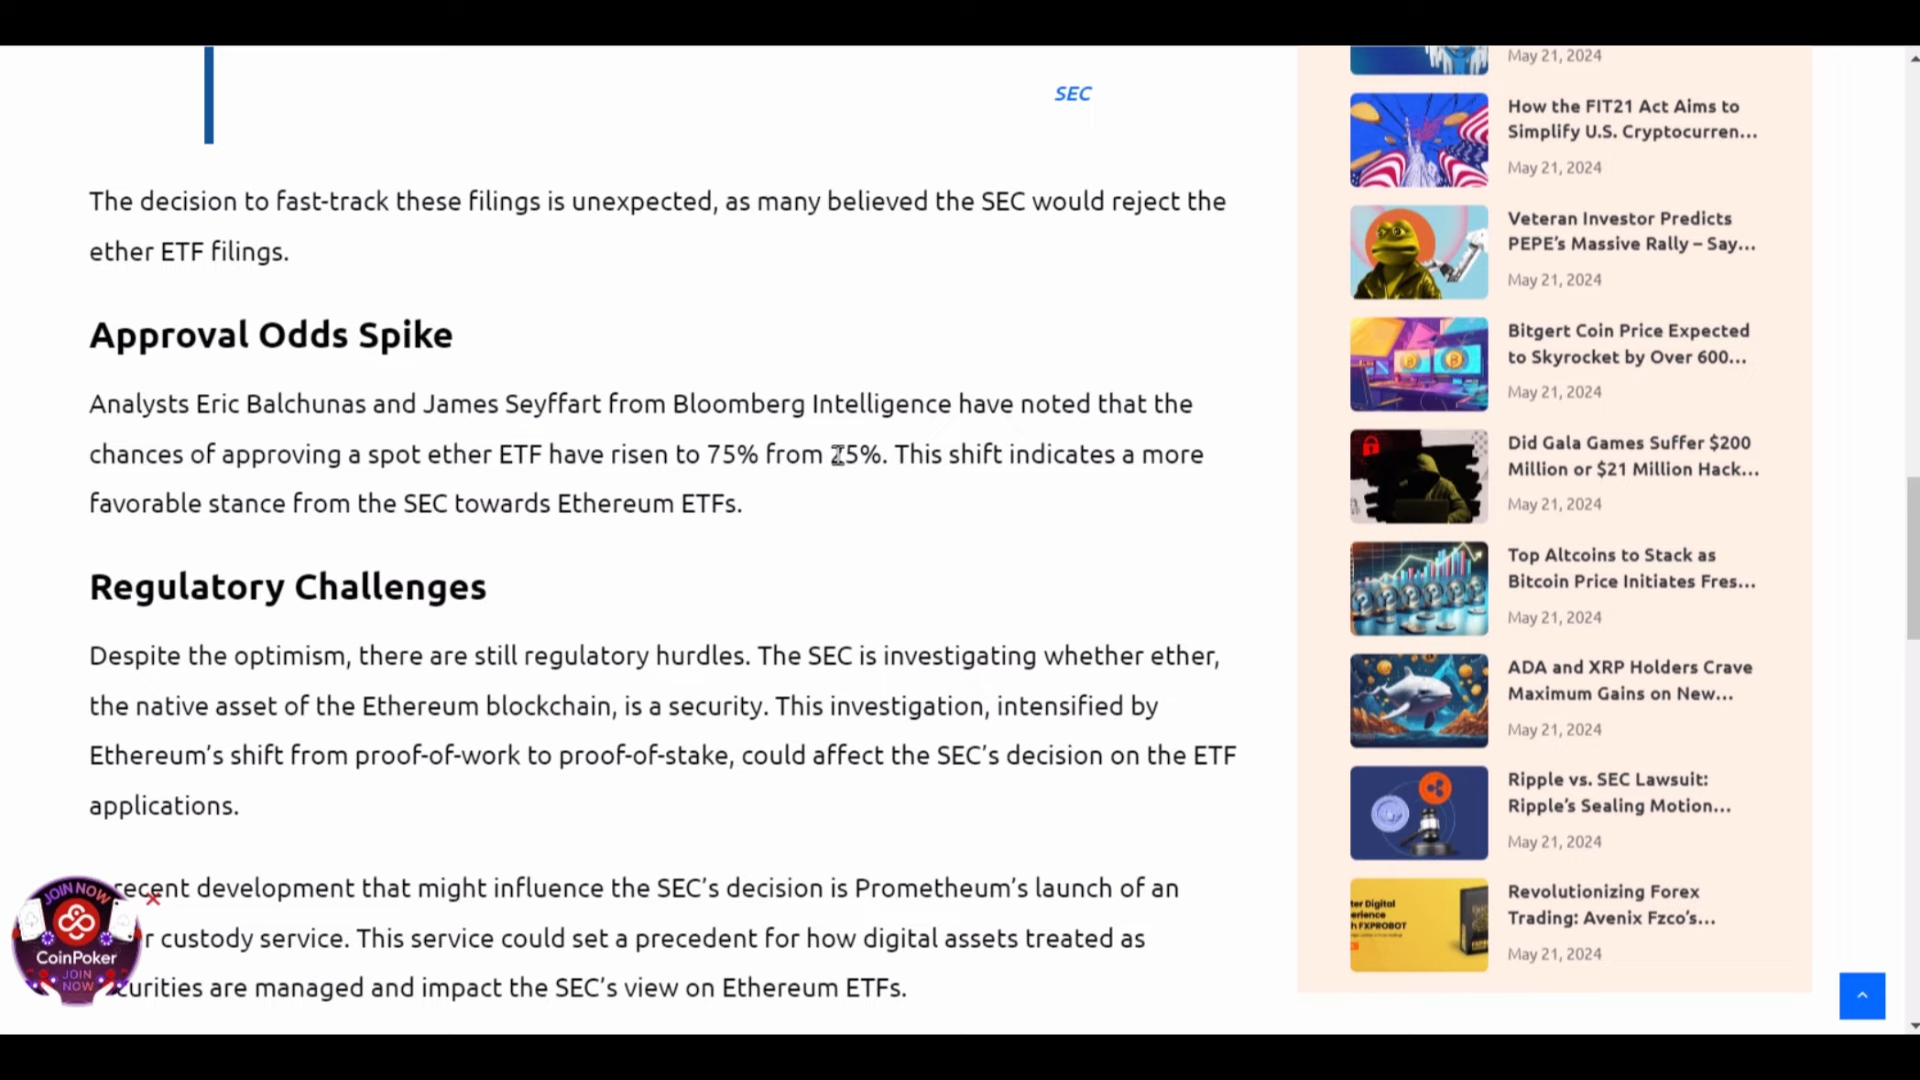 SEC
The decision to fast-track these filings is unexpected, as many believed the SEC would reject the
ether ETF filings.
Approval Odds Spike
Analysts Eric Balchunas and James Seyffart from Bloomberg Intelligence have noted that the
chances of approving a spot ether ETF have risen to 75% from 25%. This shift indicates a more
favorable stance from the SEC towards Ethereum ETFs.
Regulatory Challenges
Despite the optimism, there are still regulatory hurdles. The SEC is investigating whether ether,
the native asset of the Ethereum blockchain, is a security. This investigation, intensified by
Ethereum’s shift from proof-of-work to proof-of-stake, could affect the SEC’s decision on the ETF
applications.
recent development that might influence the SEC’s decision is Prometheum’s launch of an
r custody service. This service could set a precedent for how digital assets treated as
curities are managed and impact the SEC’s view on Ethereum ETFs.
JOIN NOW
CoinPoker
JOIN
NOW
May 21, 2024
How the FIT21 Act Aims to
Simplify U.S. Cryptocurren...
May 21, 2024
Veteran Investor Predicts
PEPE’s Massive Rally – Say...
May 21, 2024
Bitgert Coin Price Expected
to Skyrocket by Over 600...
May 21, 2024
Did Gala Games Suffer $200
Million or $21 Million Hack...
May 21, 2024
Top Altcoins to Stack as
Bitcoin Price Initiates Fres...
May 21, 2024
ADA and XRP Holders Crave
Maximum Gains on New...
May 21, 2024
Ripple vs. SEC Lawsuit:
Ripple’s Sealing Motion...
May 21, 2024
ter Digital
erience
h FXPROBOT
Revolutionizing Forex
Trading: Avenix Fzco’s...
May 21, 2024